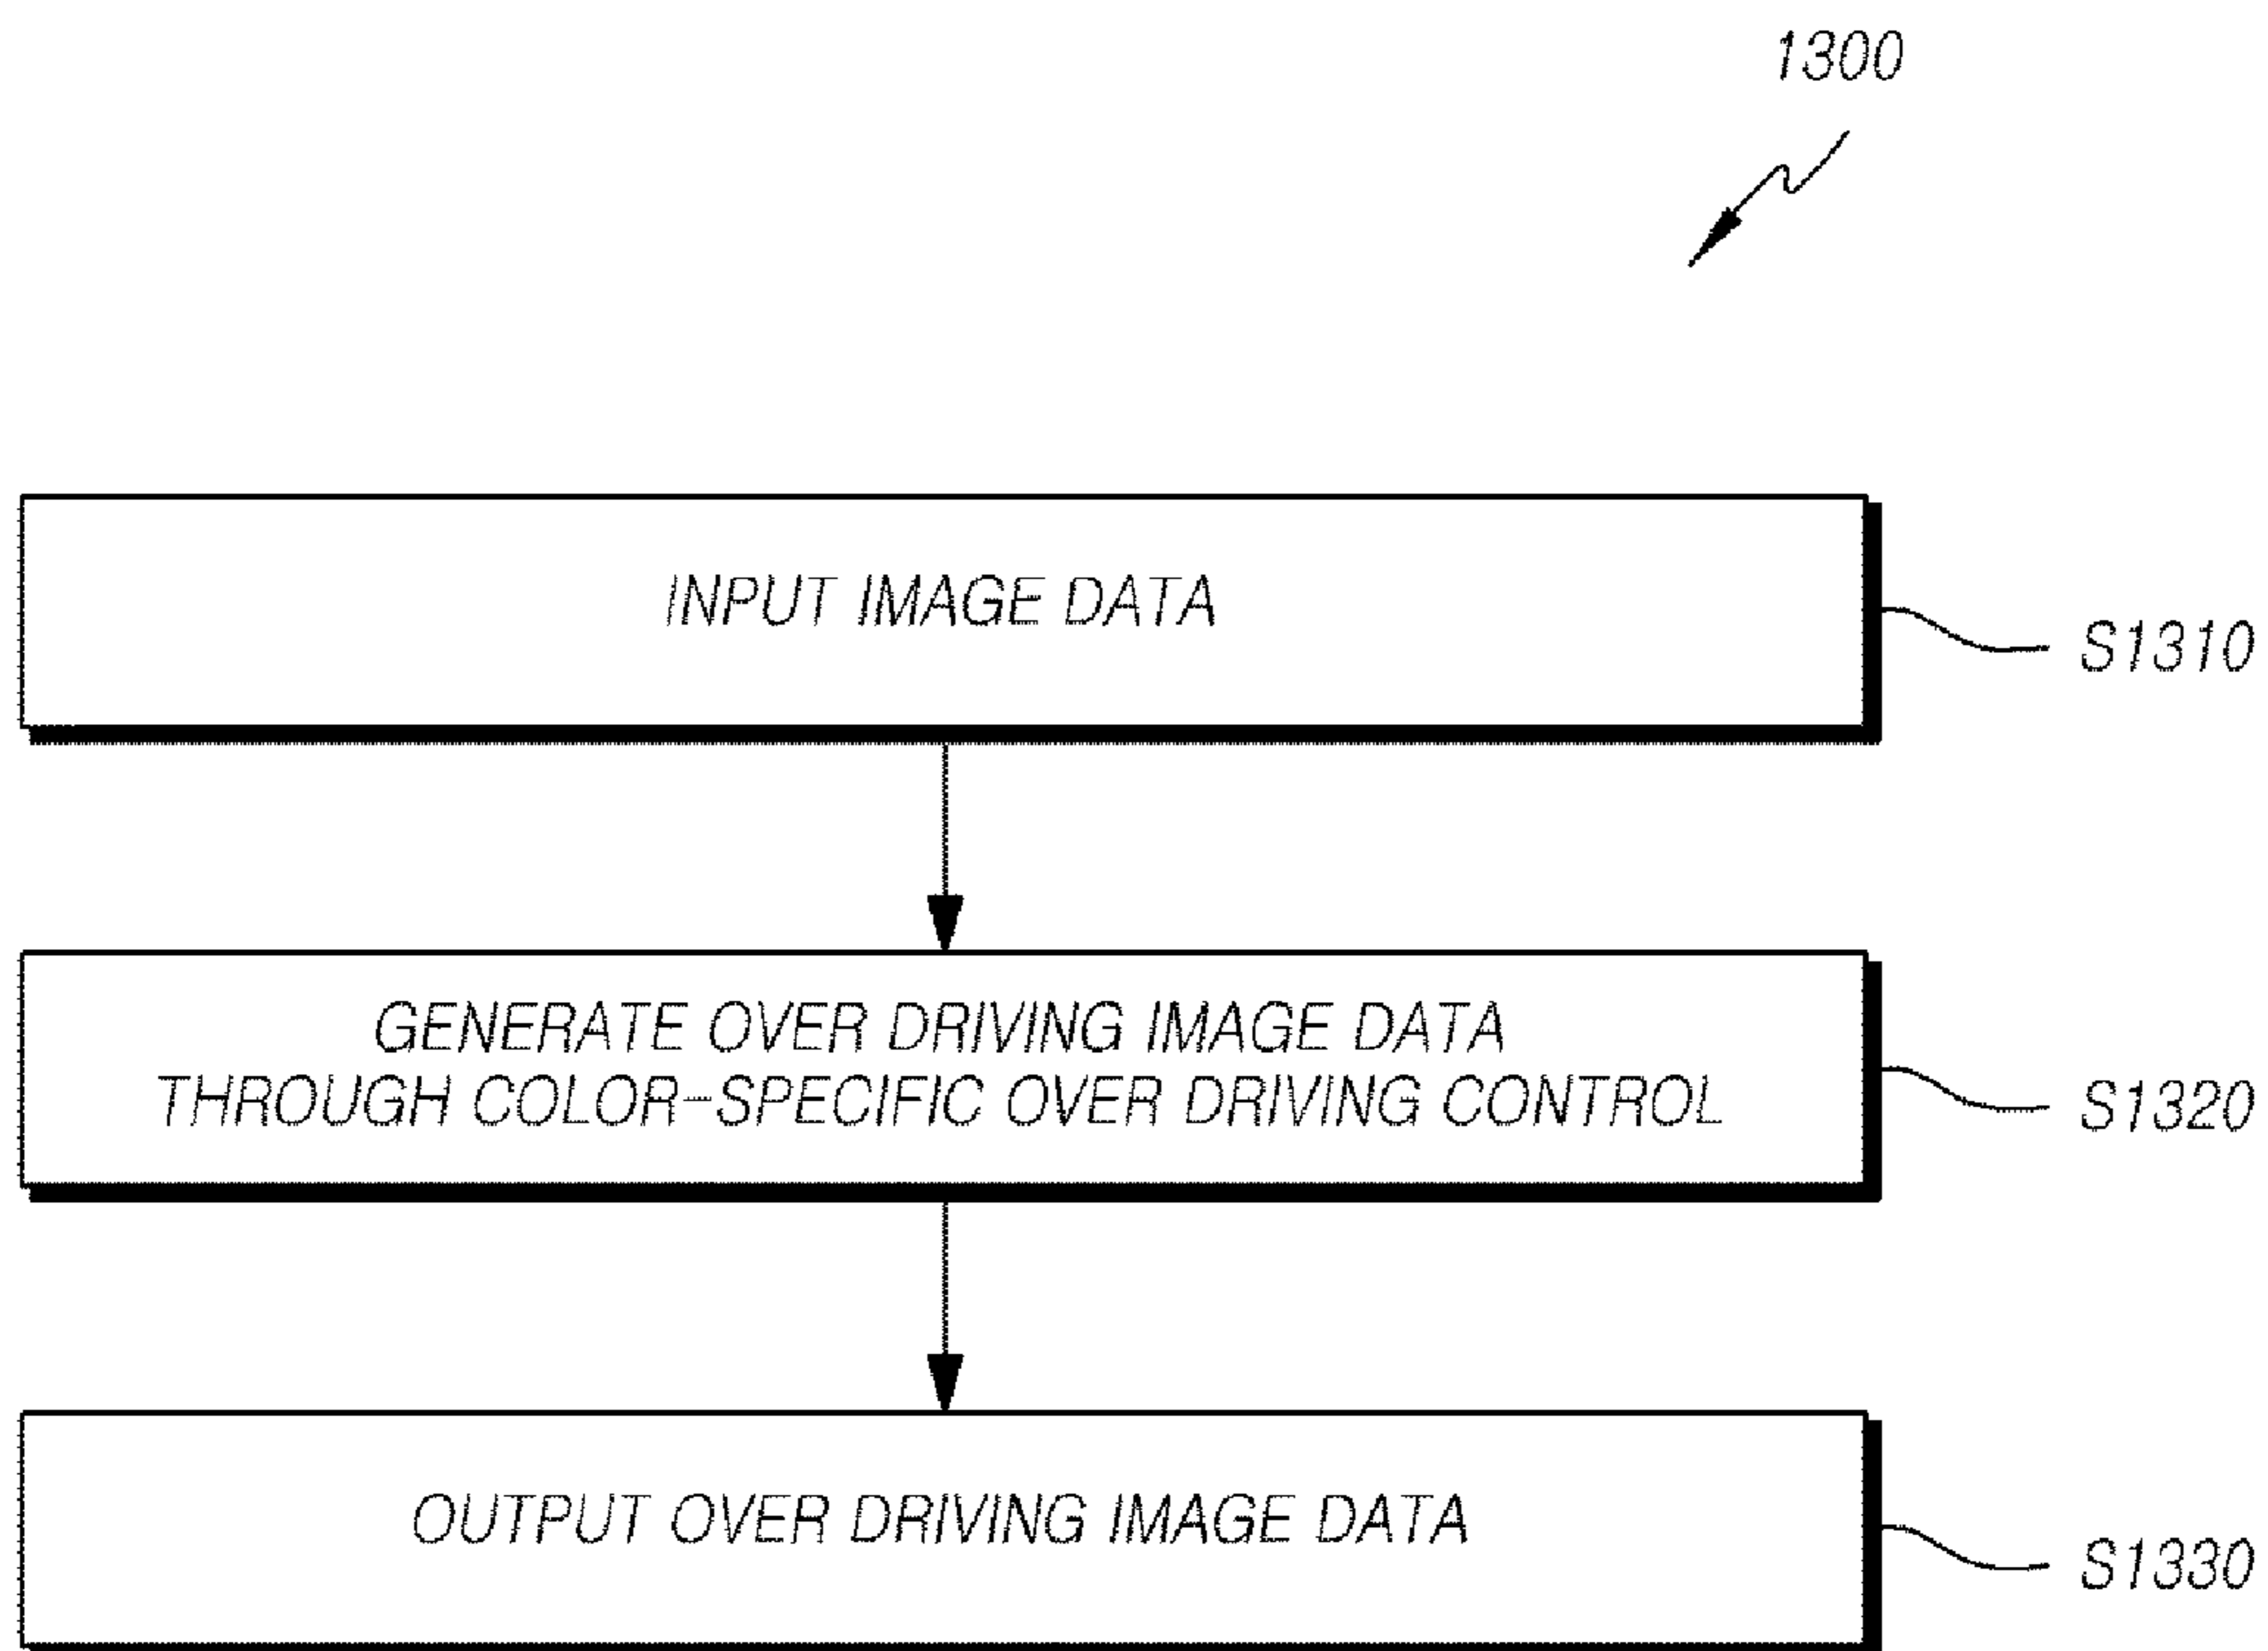 1300
INPUT IMAGE DATA
S1310
GENERATE OVER DRIVING IMAGE DATA
THROUGH COLOR-SPECIFIC OVER DRIVING CONTROL
S1320
OUTPUT OVER DRIVING IMAGE DATA
S1330